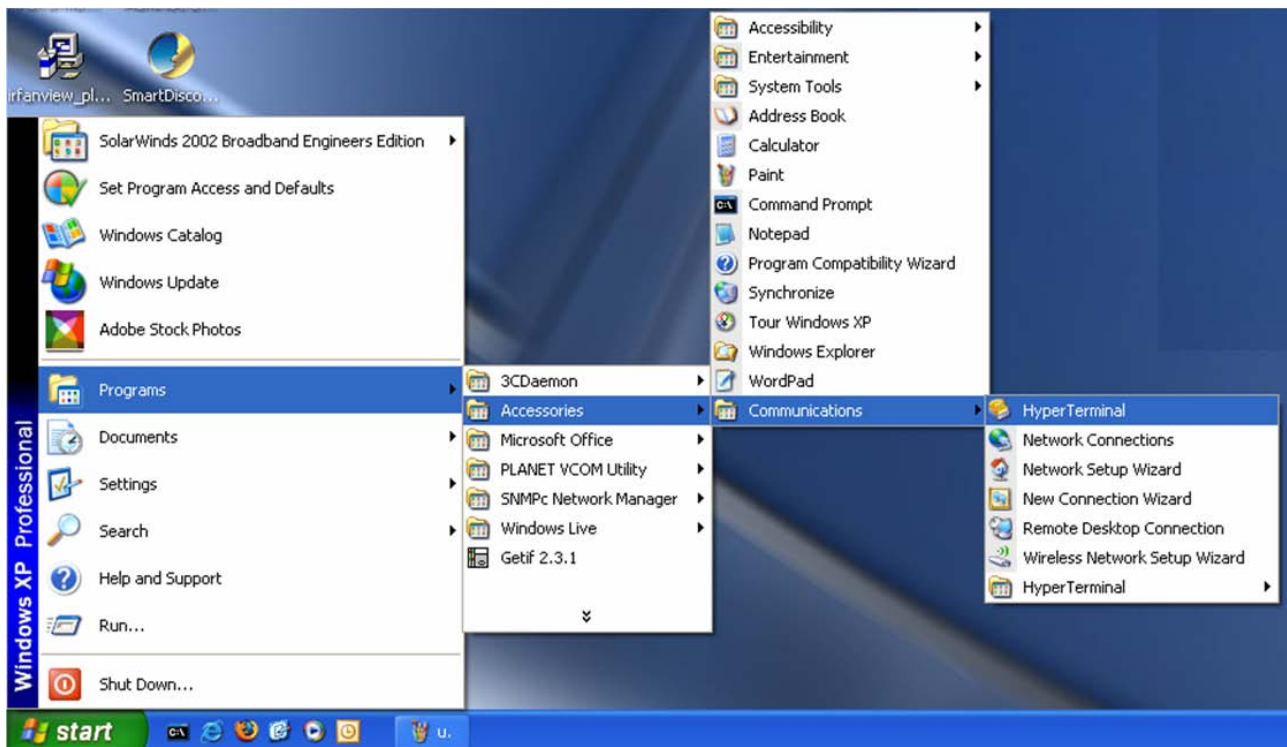 irfanview_pl... SmartDisco...
SolarWinds 2002 Broadband Engineers Edition
Set Program Access and Defaults
Windows Catalog
Windows Update
Adobe Stock Photos
Programs
Documents
Settings
Search
Help and Support
Run...
Shut Down...
Windows XP Professional
3CDaemon
Accessories
Microsoft Office
PLANET VCOM Utility
SNMPc Network Manager
Windows Live
Getif 2.3.1
Accessibility
Entertainment
System Tools
Address Book
Calculator
Paint
Command Prompt
Notepad
Program Compatibility Wizard
Synchronize
Tour Windows XP
Windows Explorer
WordPad
Communications
HyperTerminal
Network Connections
Network Setup Wizard
New Connection Wizard
Remote Desktop Connection
Wireless Network Setup Wizard
HyperTerminal
start
u.